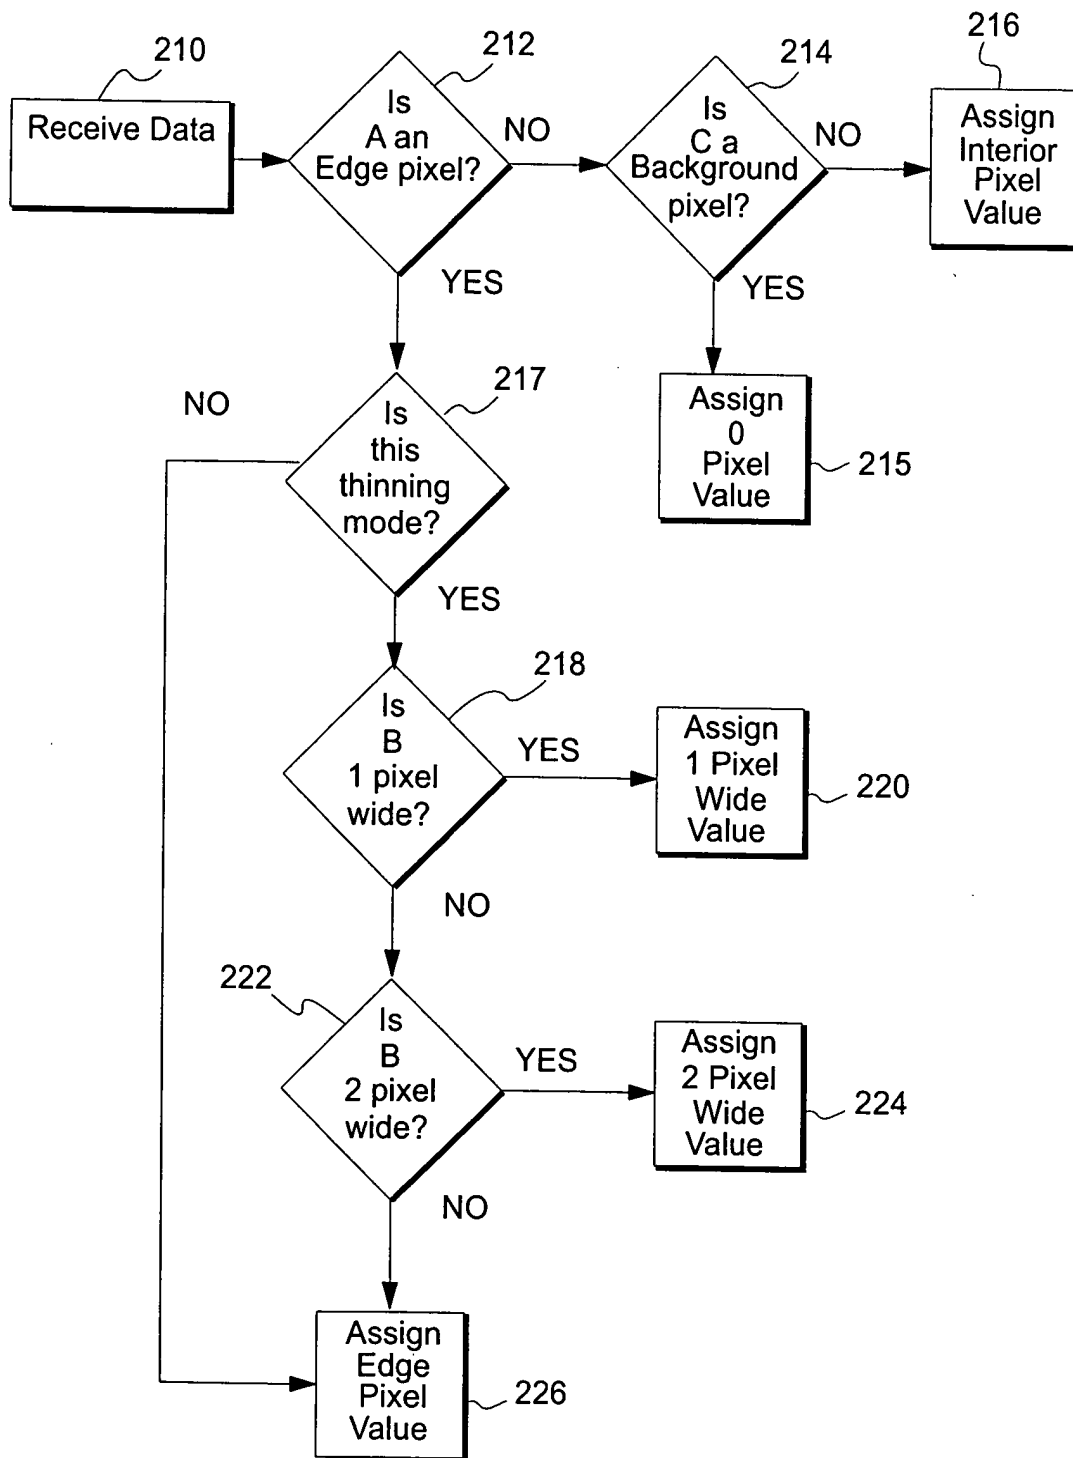 210
Receive Data
212
Is
A an
Edge pixel?
NO
214
Is
C a
Background
pixel?
NO
216
Assign
Interior
Pixel
Value
YES
YES
Assign
0
Pixel
Value
215
NO
217
Is
this
thinning
mode?
YES
218
Is
B
1 pixel
wide?
YES
Assign
1 Pixel
Wide
Value
220
NO
222
Is
B
2 pixel
wide?
YES
Assign
2 Pixel
Wide
Value
224
NO
Assign
Edge
Pixel
Value
226